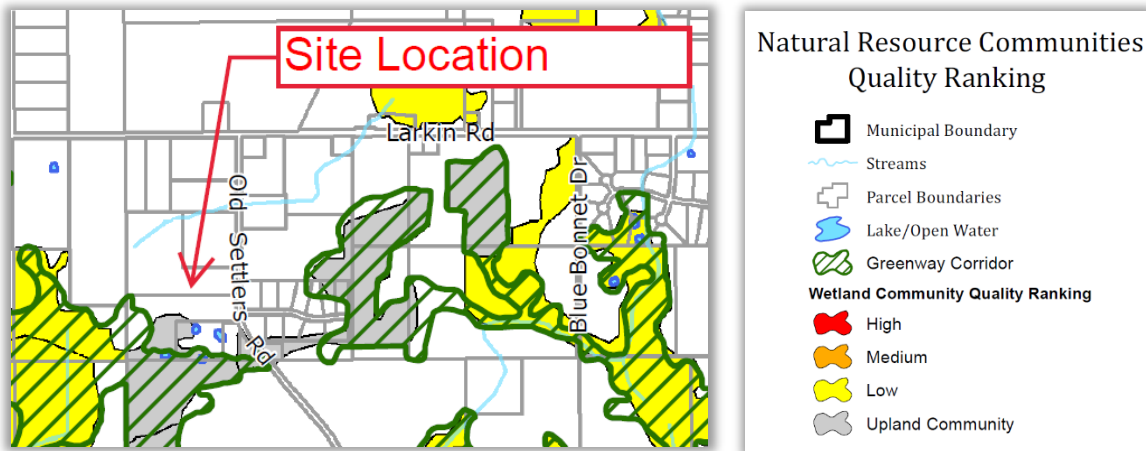 Site Location
Larkin Rd
Old Settlers Rd
Blue Bonnet Dr
Natural Resource Communities
Quality Ranking
Municipal Boundary
Streams
Parcel Boundaries
Lake/Open Water
Greenway Corridor
Wetland Community Quality Ranking
High
Medium
Low
Upland Community